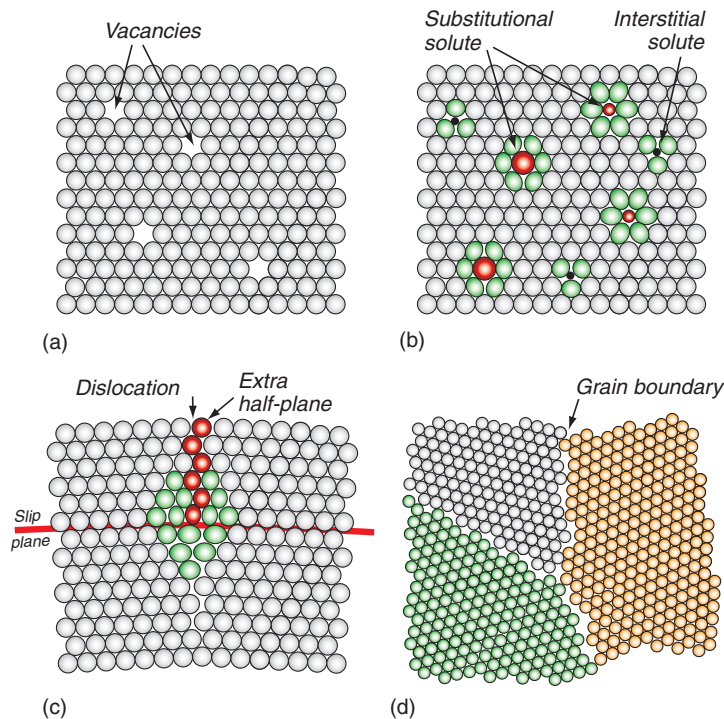 Vacancies
(a)
Substitutional
solute
Interstitial
solute
(b)
Dislocation
Extra
half-plane
Slip
plane
(c)
Grain boundary
(d)